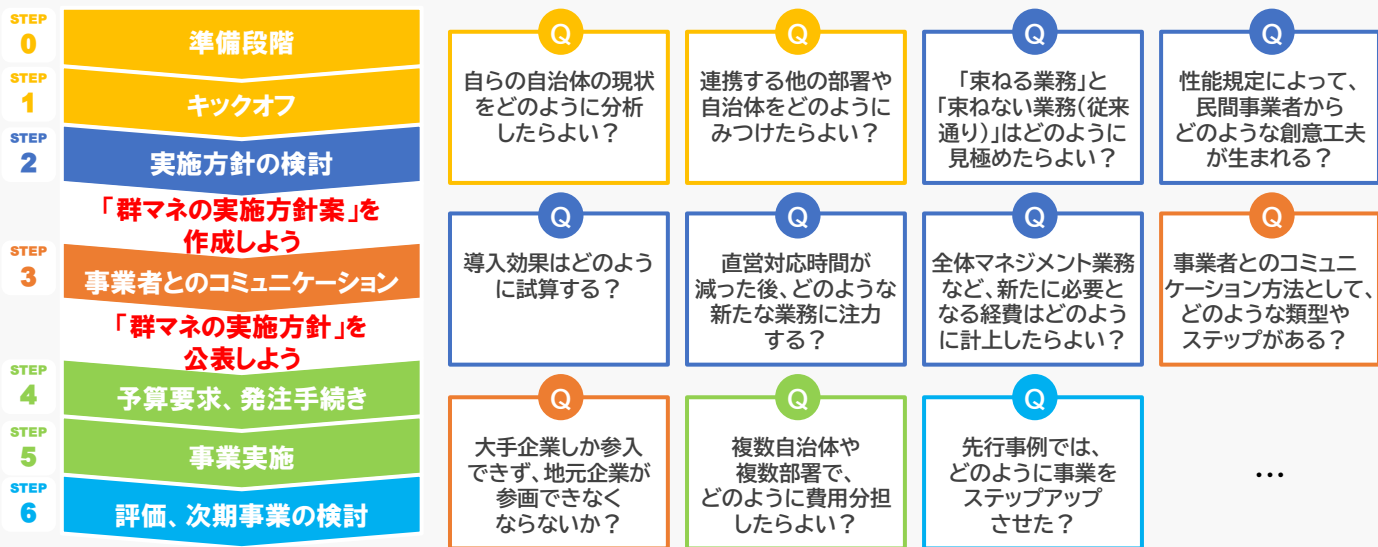 STEP
0
準備段階
STEP
1
キックオフ
STEP
2
実施方針の検討
「群マネの実施方針案」を
作成しよう
STEP
3
事業者とのコミュニケーション
「群マネの実施方針」を
公表しよう
STEP
4
予算要求、発注手続き
STEP
5
事業実施
STEP
6
評価、次期事業の検討
Q
自らの自治体の現状
をどのように分析
したらよい？
Q
連携する他の部署や
自治体をどのように
みつけたらよい？
Q
「束ねる業務」と
「束ねない業務(従来
通り)」はどのように
見極めたらよい？
Q
性能規定によって、
民間事業者から
どのような創意工夫
が生まれる？
Q
導入効果はどのよう
に試算する？
Q
直営対応時間が
減った後、どのような
新たな業務に注力
する？
Q
全体マネジメント業務
など、新たに必要と
なる経費はどのよう
に計上したらよい？
Q
事業者とのコミュニ
ケーション方法として、
どのような類型や
ステップがある？
Q
大手企業しか参入
できず、地元企業が
参画できなく
ならないか？
Q
複数自治体や
複数部署で、
どのように費用分担
したらよい？
Q
先行事例では、
どのように事業を
ステップアップ
させた？
…